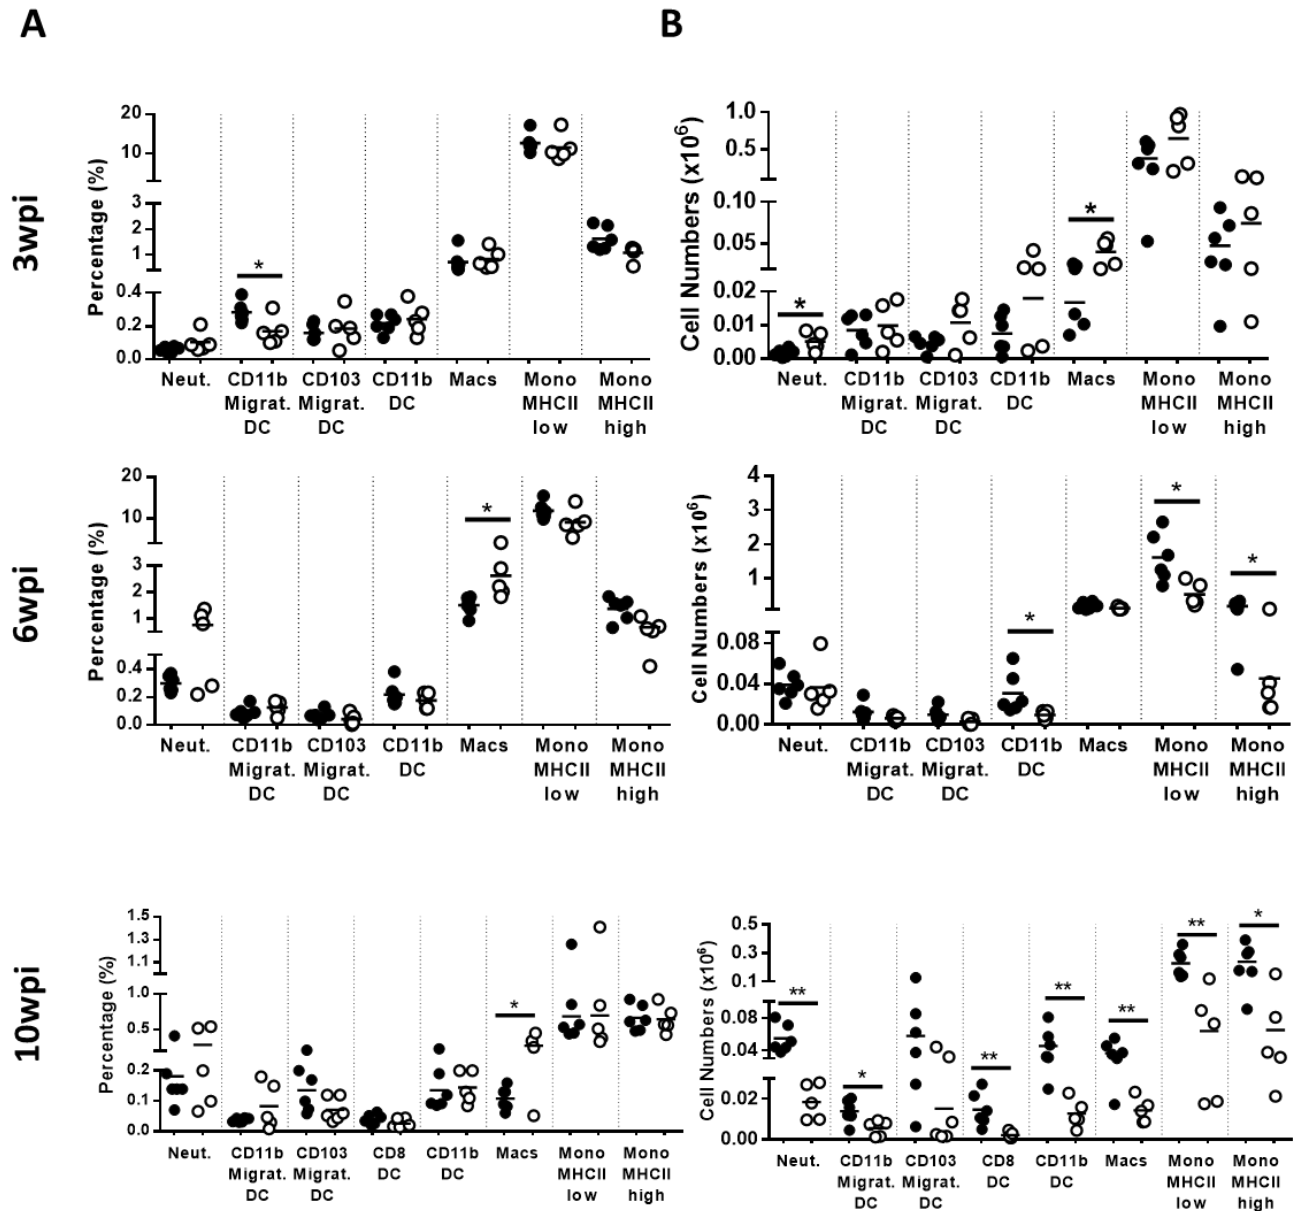 A
B
3wpi
Percentage (%)
20
10
3
2
1
0.4
0.2
0.0
*
Neut. CD11b CD103 CD11b Macs Mono Mono
Migrat. Migrat. DC MHCII MHCII
DC DC low high
Cell Numbers (x10⁶)
1.0
0.5
0.10
0.05
0.02
0.01
0.00
* *
Neut. CD11b CD103 CD11b Macs Mono Mono
Migrat. Migrat. DC MHCII MHCII
DC DC low high
6wpi
Percentage (%)
20
10
3
2
1
0.4
0.2
0.0
*
Neut. CD11b CD103 CD11b Macs Mono Mono
Migrat. Migrat. DC MHCII MHCII
DC DC low high
Cell Numbers (x10⁶)
4
3
2
1
0.08
0.04
0.00
* * *
Neut. CD11b CD103 CD11b Macs Mono Mono
Migrat. Migrat. DC MHCII MHCII
DC DC low high
10wpi
Percentage (%)
1.5
1.3
1.1
1.0
0.5
0.2
0.1
0.0
*
Neut. CD11b CD103 CD8 CD11b Macs Mono Mono
Migrat. Migrat. DC DC MHCII MHCII
DC DC low high
Cell Numbers (x10⁶)
0.5
0.3
0.1
0.08
0.04
0.02
0.00
** * ** ** ** ** *
Neut. CD11b CD103 CD8 CD11b Macs Mono Mono
Migrat. Migrat. DC DC MHCII MHCII
DC DC low high